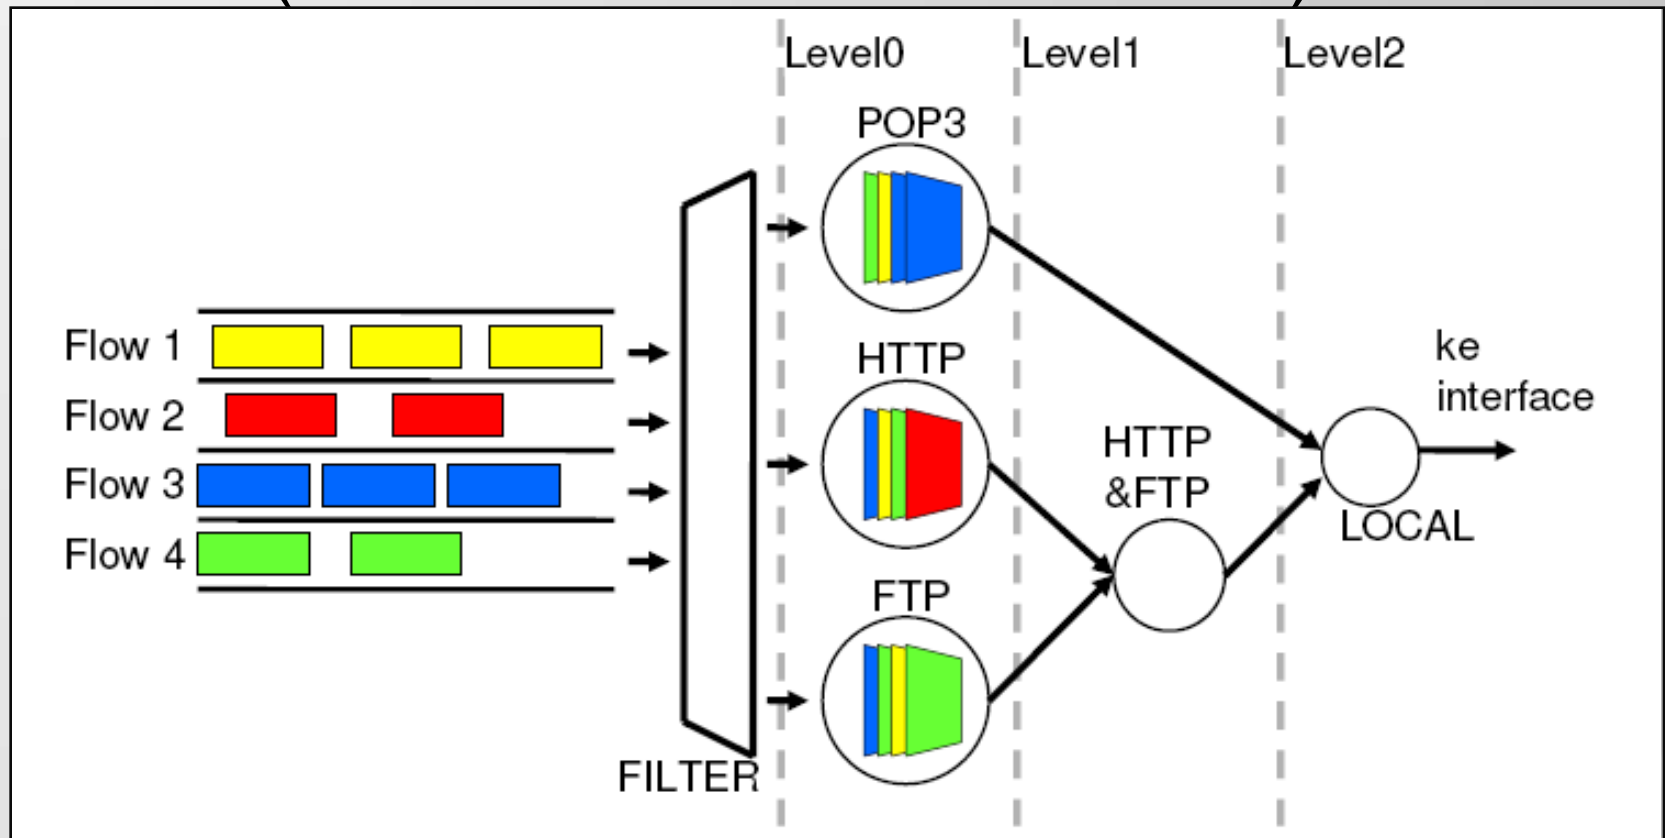 Level0
Level1
Level2
POP3
Flow 1
Flow 2
Flow 3
Flow 4
FILTER
HTTP
FTP
HTTP
&FTP
ke
interface
LOCAL